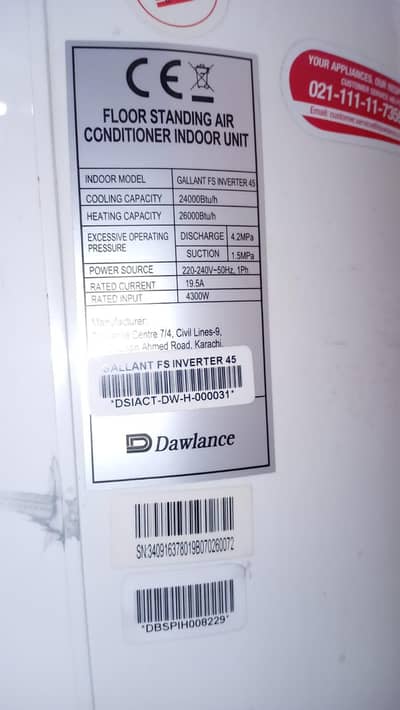 CE
FLOOR STANDING AIR
CONDITIONER INDOOR UNIT
INDOOR MODEL GALLANT FS INVERTER 45
COOLING CAPACITY 24000Btu/h
HEATING CAPACITY 26000Btu/h
EXCESSIVE OPERATING PRESSURE DISCHARGE 4.2MPa
SUCTION 1.5MPa
POWER SOURCE 220-240V~50Hz, 1Ph
RATED CURRENT 19.5A
RATED INPUT 4300W
Manufacturer
Centre 7/4, Civil Lines-9,
Ahmed Road, Karachi.
GALLANT FS INVERTER 45
*DSIACT-DW-H-000031*
Dawlance
SN:340916378019B070260072
*DBSPIH008229*
YOUR APPLIANCES, OUR
CUSTOMER SERVICE
021-111-11-735
Email: customer.service